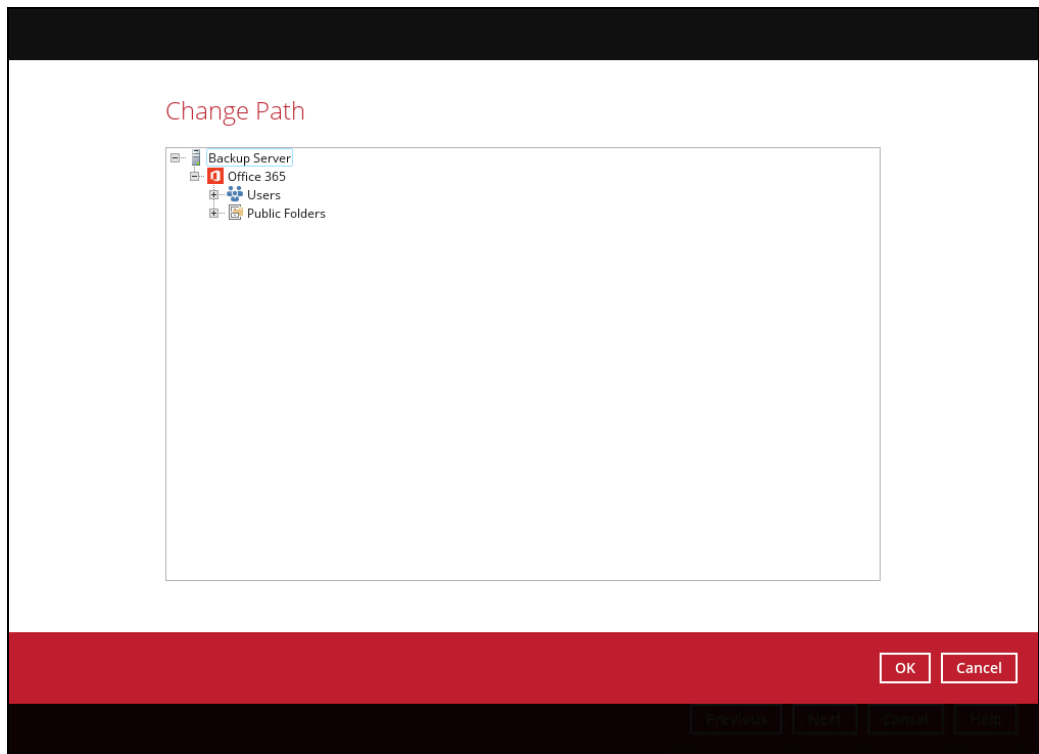 Change Path
Backup Server
Office 365
Users
Public Folders
OK Cancel
Previous Next Cancel Help